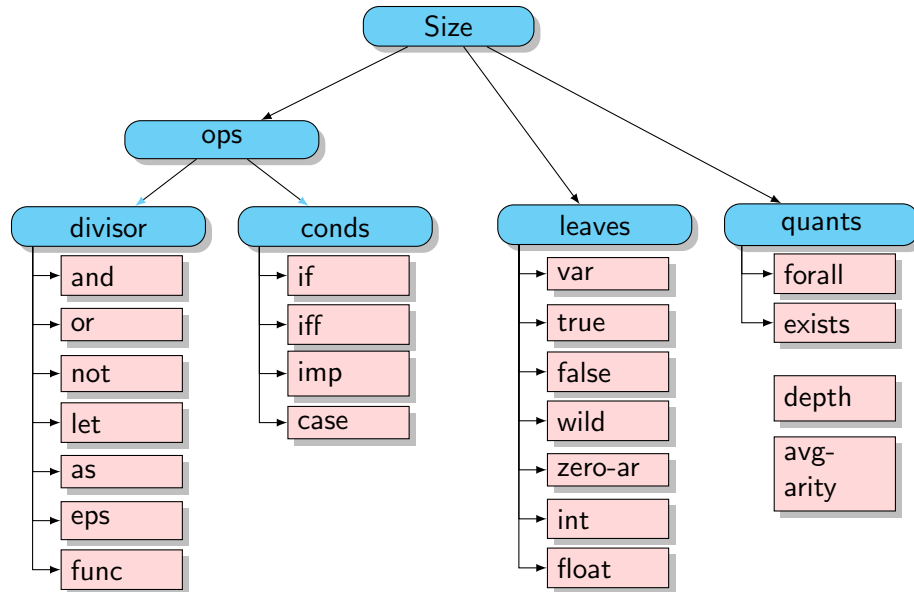 Size
ops
divisor
and
or
not
let
as
eps
func
conds
if
iff
imp
case
leaves
var
true
false
wild
zero-ar
int
float
quants
forall
exists
depth
avg-
arity